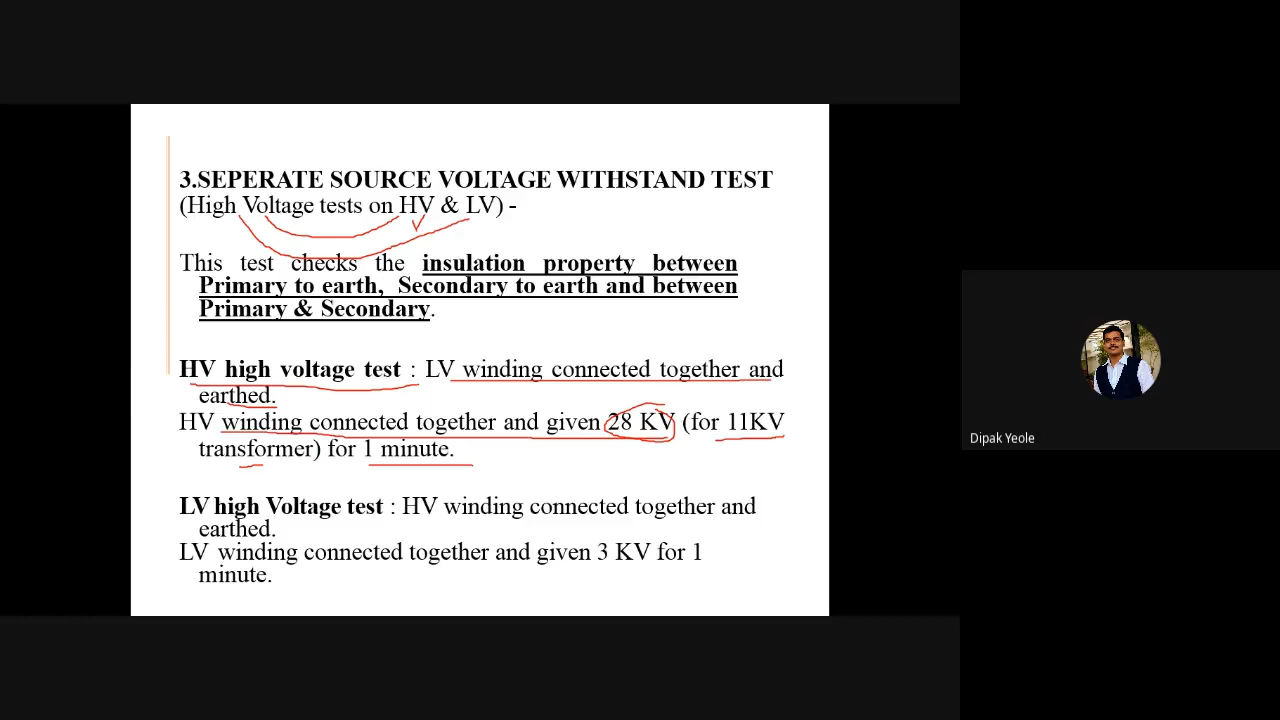 3.SEPERATE SOURCE VOLTAGE WITHSTAND TEST
(High Voltage tests on HV & LV) -
This test checks the insulation property between
Primary to earth, Secondary to earth and between
Primary & Secondary.
HV high voltage test : LV winding connected together and
earthed.
HV winding connected together and given 28 KV (for 11KV
transformer) for 1 minute.
LV high Voltage test : HV winding connected together and
earthed.
LV winding connected together and given 3 KV for 1
minute.
Dipak Yeole